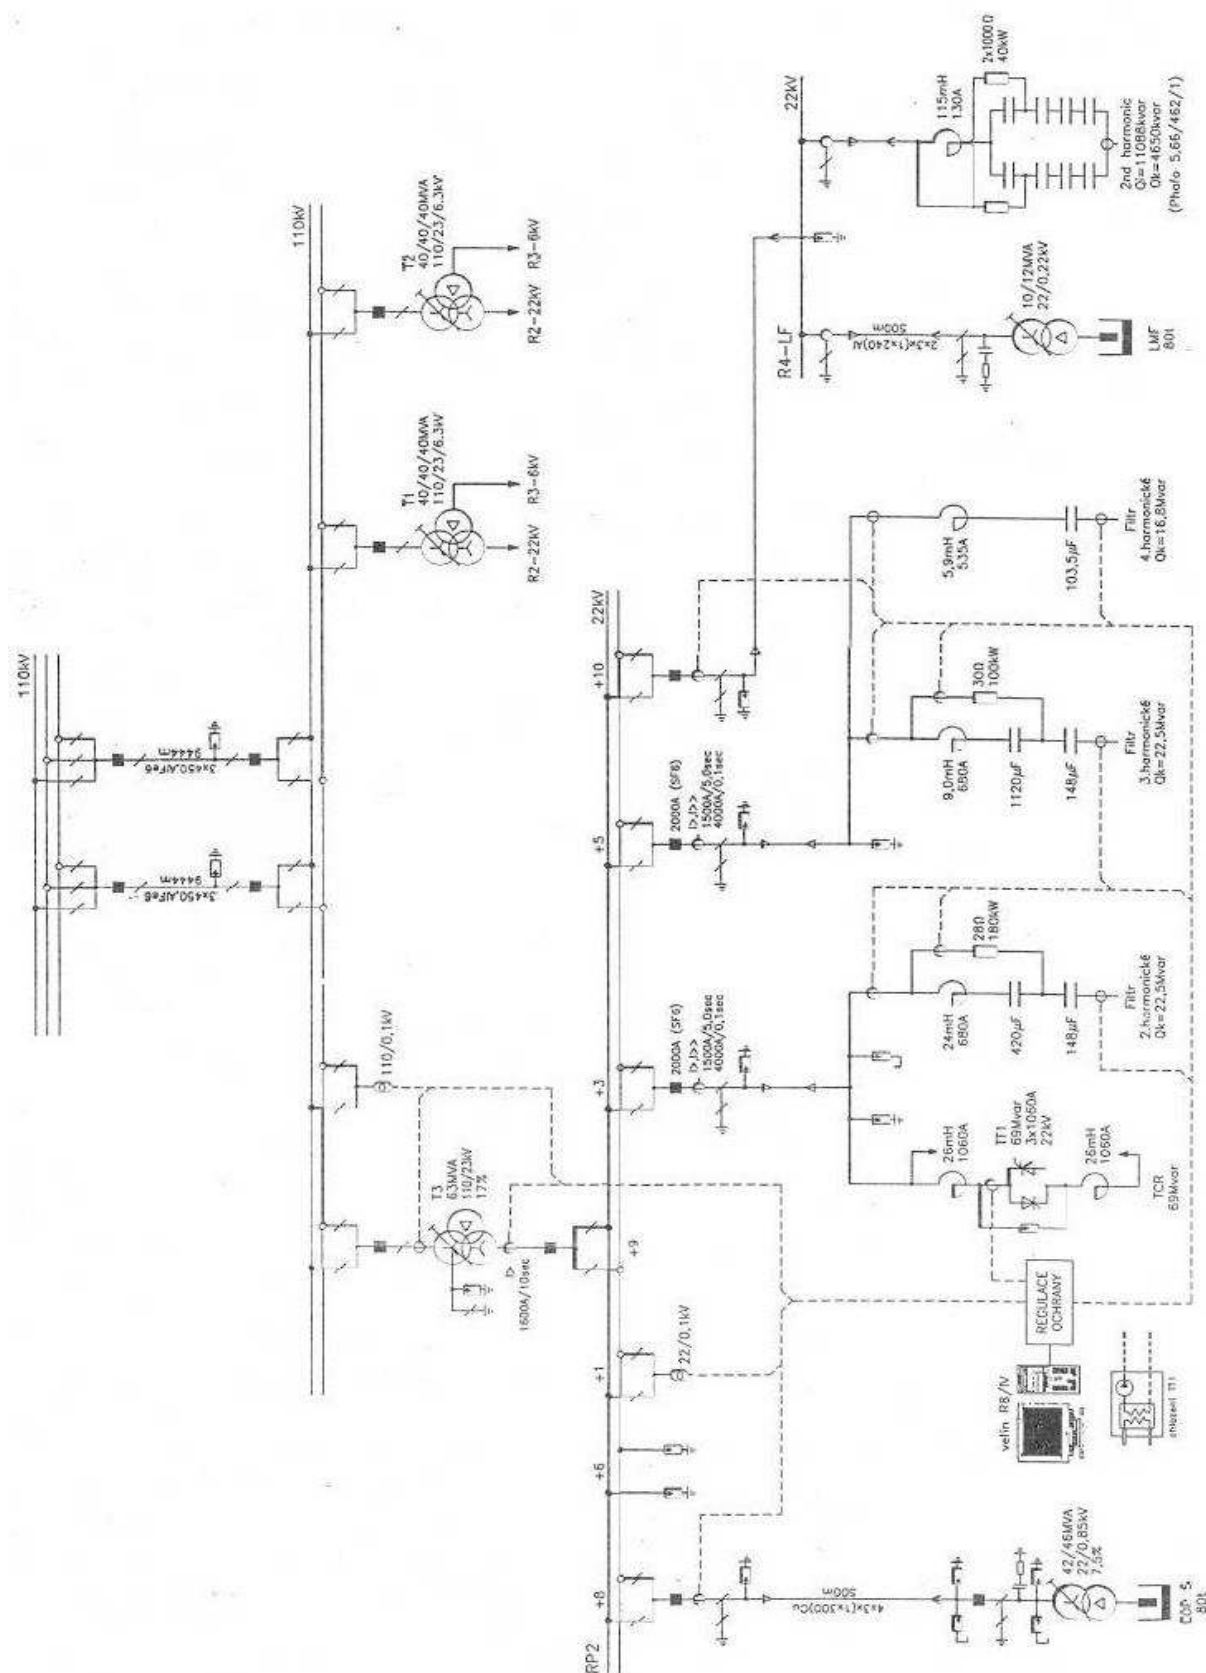 110kV
3x450.AlFe6
9444m
3x450.AlFe6
9444m
110kV
T1
40/40/40MVA
110/23/6.3kV
R2-22kV
R3-6kV
T2
40/40/40MVA
110/23/6.3kV
R2-22kV
R3-6kV
110/0,1kV
T3
63MVA
110/23kV
17%
I>
1600A/10sec
RP2
22kV
+8
+6
+1
+9
+3
+5
+10
22/0,1kV
4x3x(1x300)Cu
500m
42/46MVA
22/0,85kV
7,5%
EOP 5
80t
velín R8/IV
REGULACE
OCHRANY
chlazení TT1
2000A (SF6)
I>,I>>
1500A/5,0sec
4000A/0,1sec
26mH
1060A
TT1
69Mvar
3x1060A
22kV
26mH
1060A
TCR
69Mvar
24mH
680A
28Ω
180kW
420µF
148µF
Filtr
2.harmonické
Qk=22,5Mvar
2000A (SF6)
I>,I>>
1500A/5,0sec
4000A/0,1sec
9,0mH
680A
30Ω
100kW
1120µF
148µF
Filtr
3.harmonické
Qk=22,5Mvar
5,9mH
535A
103,5µF
Filtr
4.harmonické
Qk=16,8Mvar
R4-LF
22kV
2x3x(1x240)Al
500m
10/12MVA
22/0,22kV
LMF
80t
115mH
130A
2x1000Ω
40kW
2nd harmonic
Qi=11088kvar
Qk=4650kvar
(Phafo 5,66/462/1)